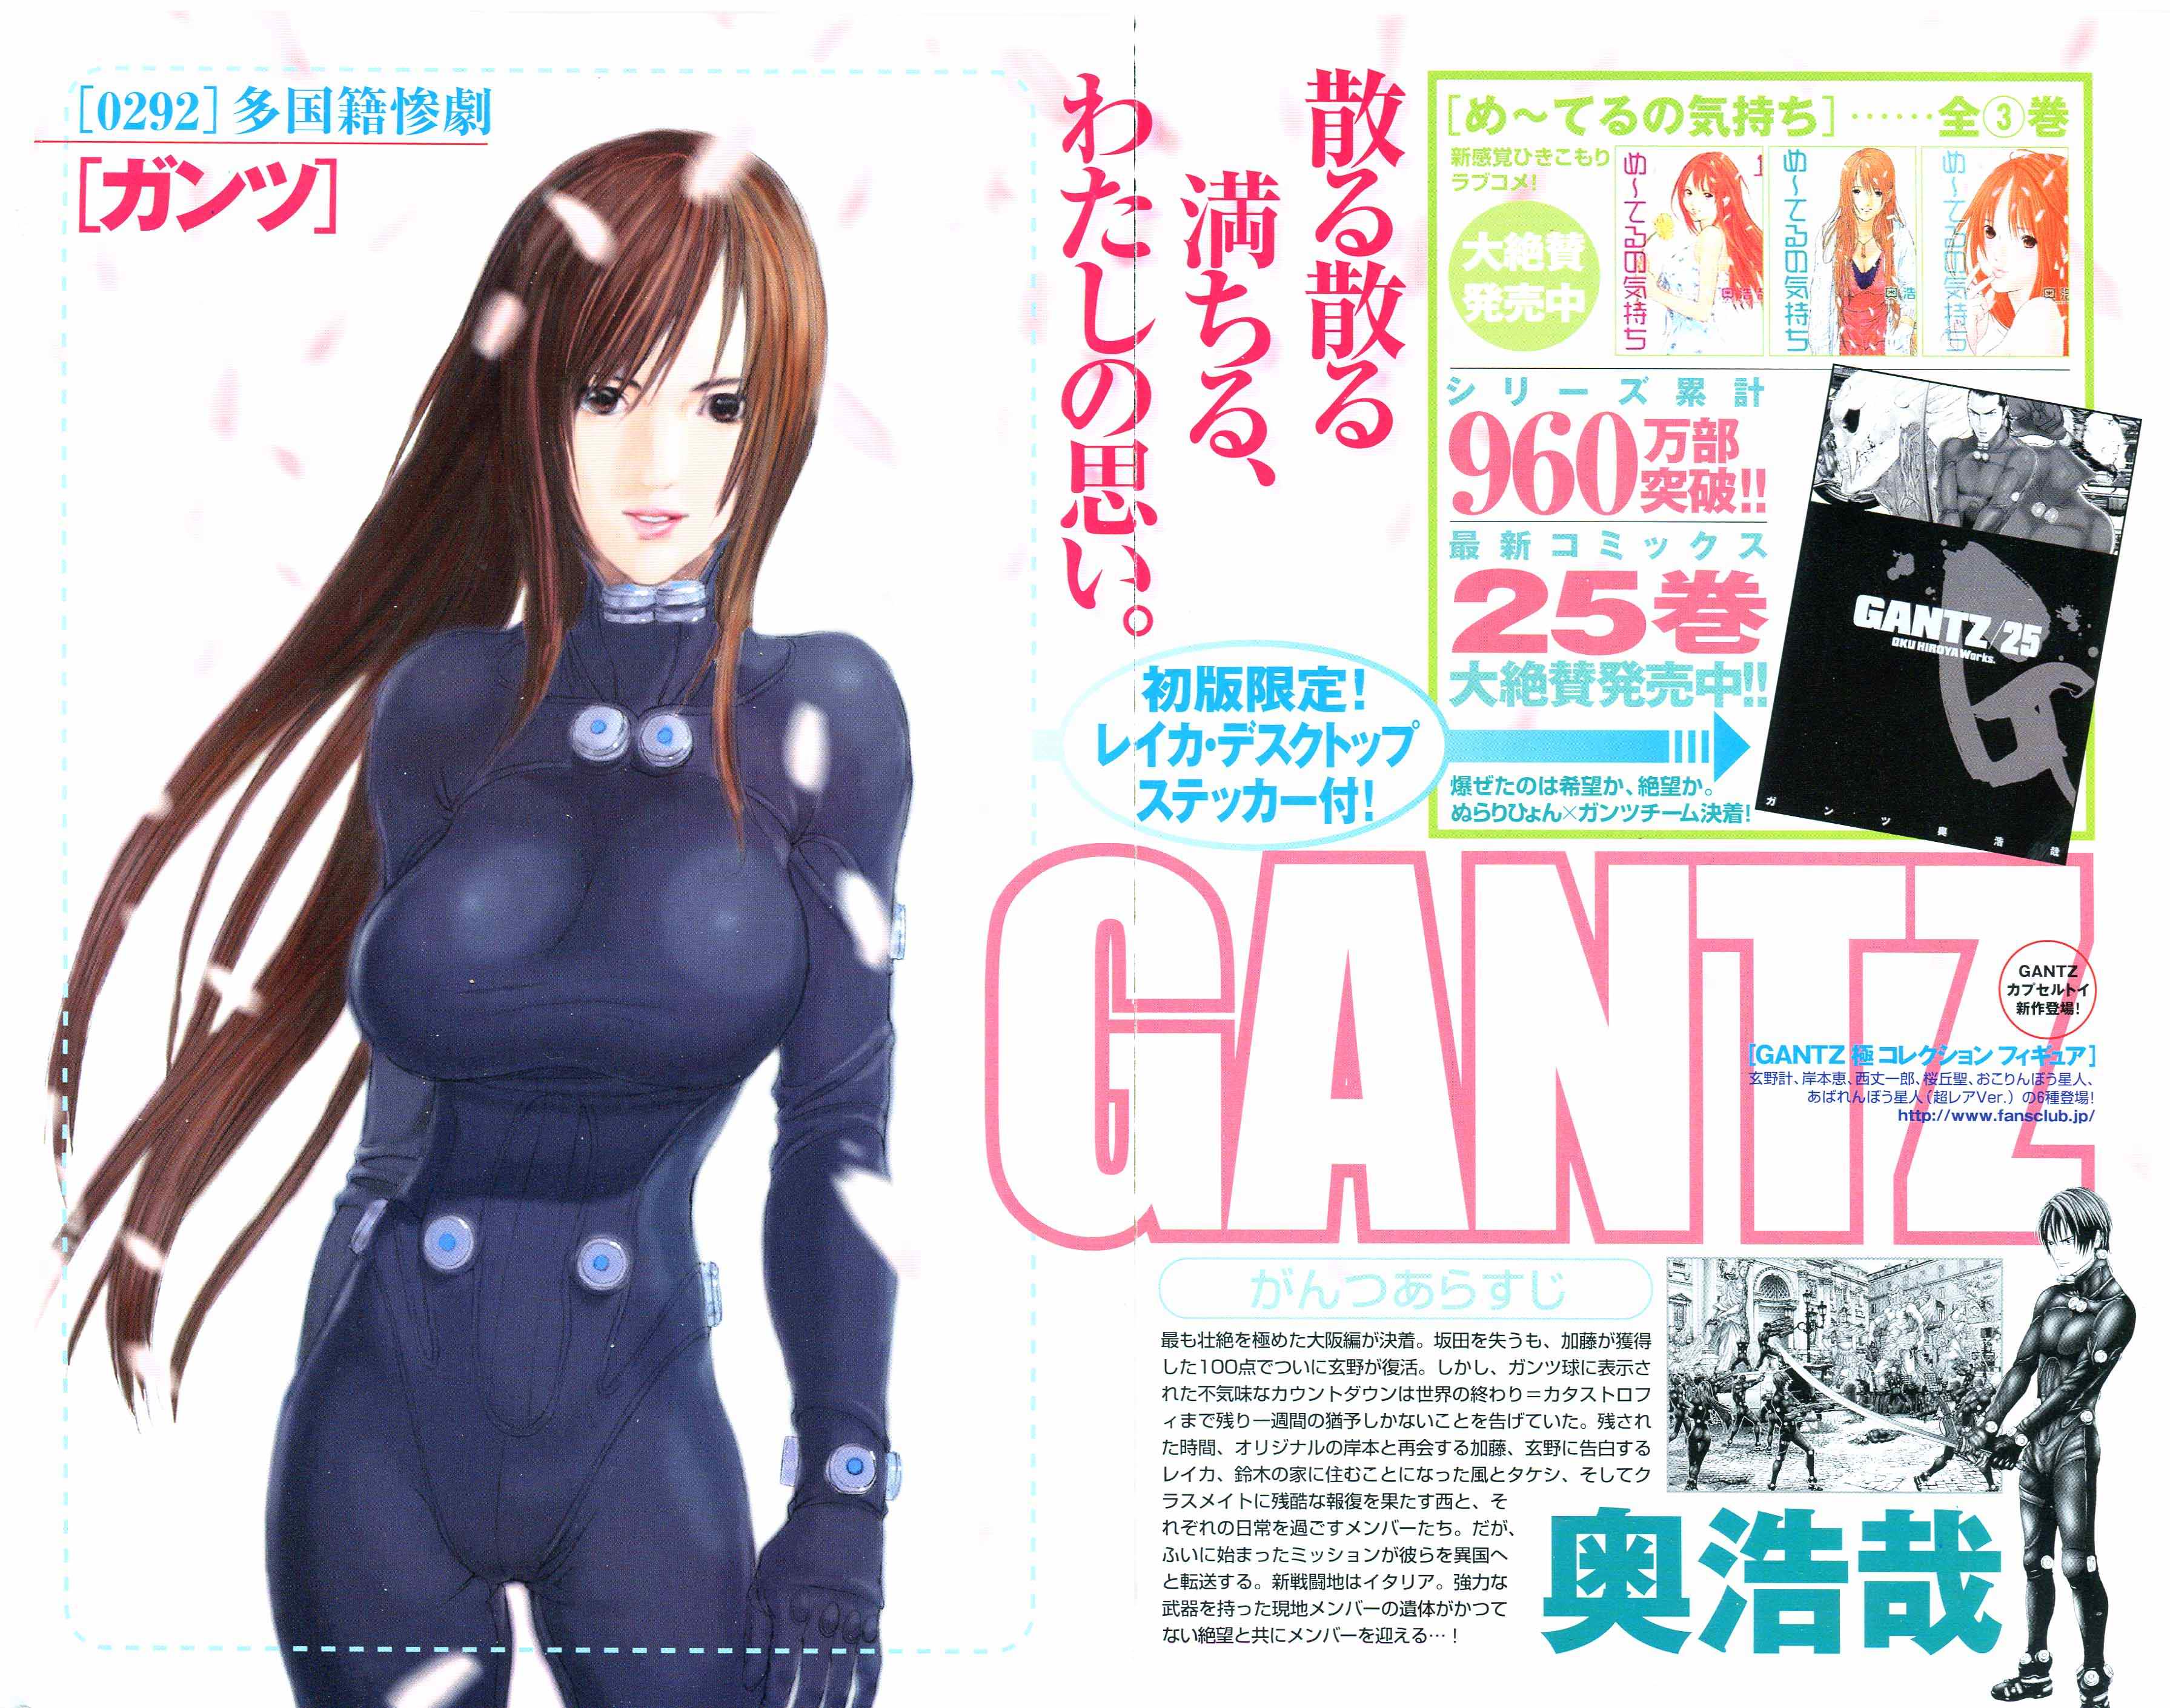 [0292]多国籍惨劇
[ガンツ]
散る散る
満ちる、
わたしの思い。
[め～てるの気持ち]……全③巻
新感覚ひきこもり
ラブコメ!
大絶賛
発売中
め～てるの気持ち
1
奥浩哉
め～てるの気持ち
奥浩
め～てるの気持ち
奥浩
シリーズ累計
960万部
突破!!
最新コミックス
25巻
大絶賛発売中!!
爆ぜたのは希望か、絶望か。
ぬらりひょん×ガンツチーム決着!
GANTZ/25
OKU HIROYA Works.
ガンツ 奥浩哉
初版限定!
レイカ・デスクトップ
ステッカー付!
GANTZ
GANTZ
カプセルトイ
新作登場!
[GANTZ 極 コレクション フィギュア]
玄野計、岸本恵、西丈一郎、桜丘聖、おこりんぼう星人、
あばれんぼう星人(超レアVer.)の6種登場!
http://www.fansclub.jp/
がんつあらすじ
最も壮絶を極めた大阪編が決着。坂田を失うも、加藤が獲得
した100点でついに玄野が復活。しかし、ガンツ球に表示さ
れた不気味なカウントダウンは世界の終わり＝カタストロフ
ィまで残り一週間の猶予しかないことを告げていた。残され
た時間、オリジナルの岸本と再会する加藤、玄野に告白する
レイカ、鈴木の家に住むことになった風とタケシ、そしてク
ラスメイトに残酷な報復を果たす西と、そ
れぞれの日常を過ごすメンバーたち。だが、
ふいに始まったミッションが彼らを異国へ
と転送する。新戦闘地はイタリア。強力な
武器を持った現地メンバーの遺体がかつて
ない絶望と共にメンバーを迎える…!
奥浩哉